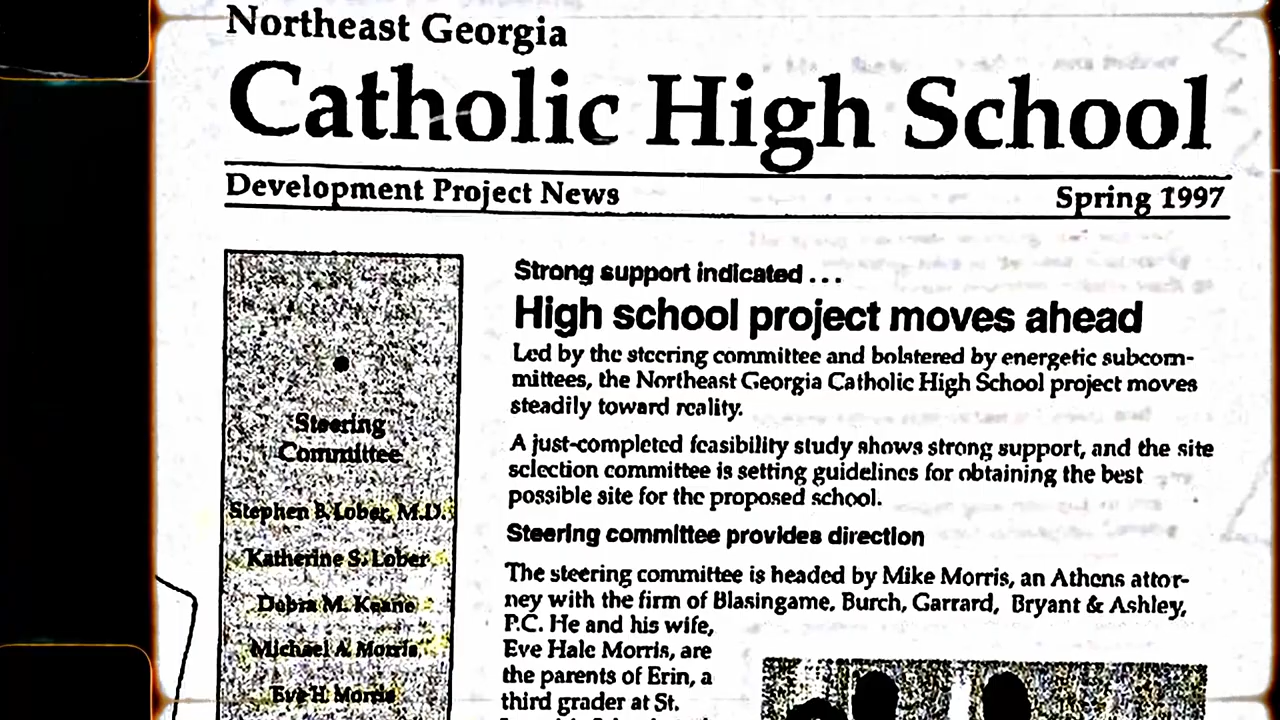 Northeast Georgia
Catholic High School
Development Project News
Spring 1997
Steering
Committee
Stephen B. Lober, M.D.
Katherine S. Lober
Debra M. Keane
Michael A. Morris
Eve H. Morris
Strong support indicated . . .
High school project moves ahead
Led by the steering committee and bolstered by energetic subcom-
mittees, the Northeast Georgia Catholic High School project moves
steadily toward reality.
A just-completed feasibility study shows strong support, and the site
selection committee is setting guidelines for obtaining the best
possible site for the proposed school.
Steering committee provides direction
The steering committee is headed by Mike Morris, an Athens attor-
ney with the firm of Blasingame, Burch, Garrard, Bryant & Ashley,
P.C. He and his wife,
Eve Hale Morris, are
the parents of Erin, a
third grader at St.